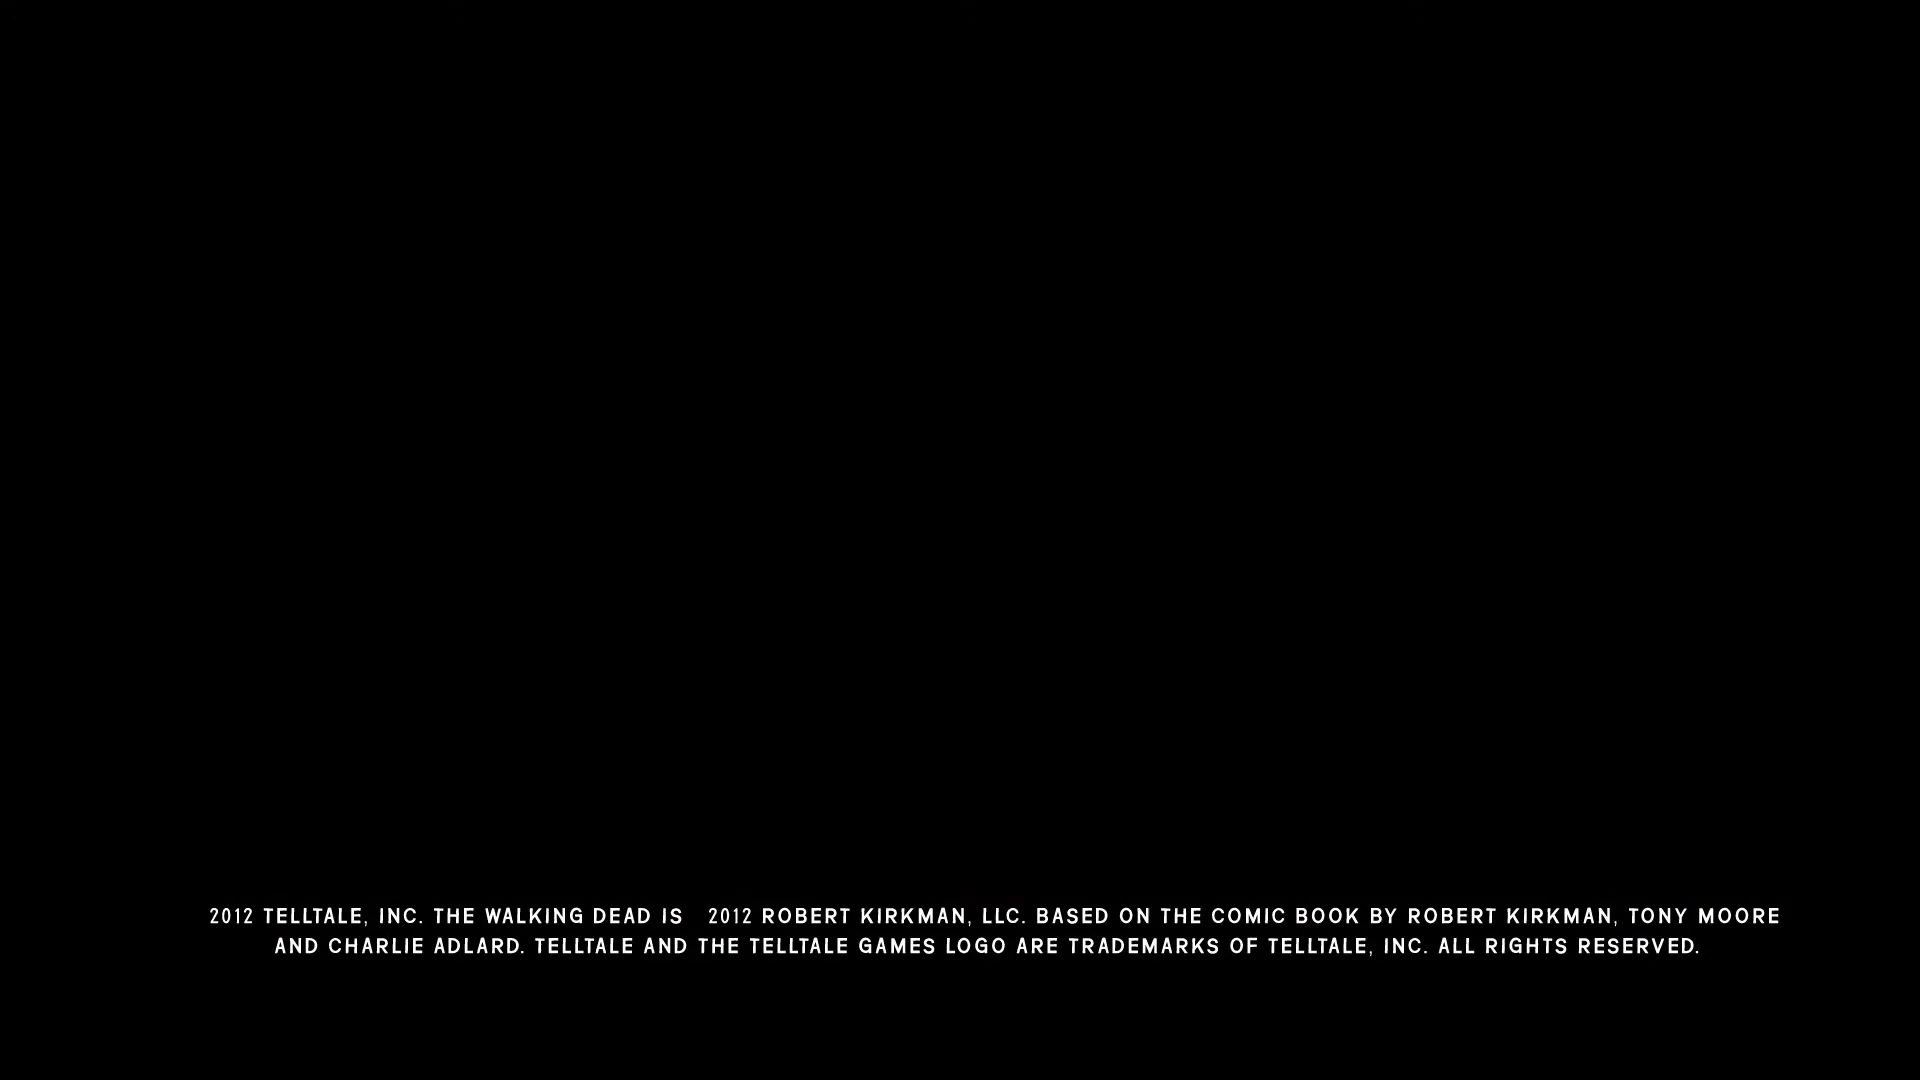 2012 TELLTALE, INC. THE WALKING DEAD IS 2012 ROBERT KIRKMAN, LLC. BASED ON THE COMIC BOOK BY ROBERT KIRKMAN, TONY MOORE
AND CHARLIE ADLARD. TELLTALE AND THE TELLTALE GAMES LOGO ARE TRADEMARKS OF TELLTALE, INC. ALL RIGHTS RESERVED.